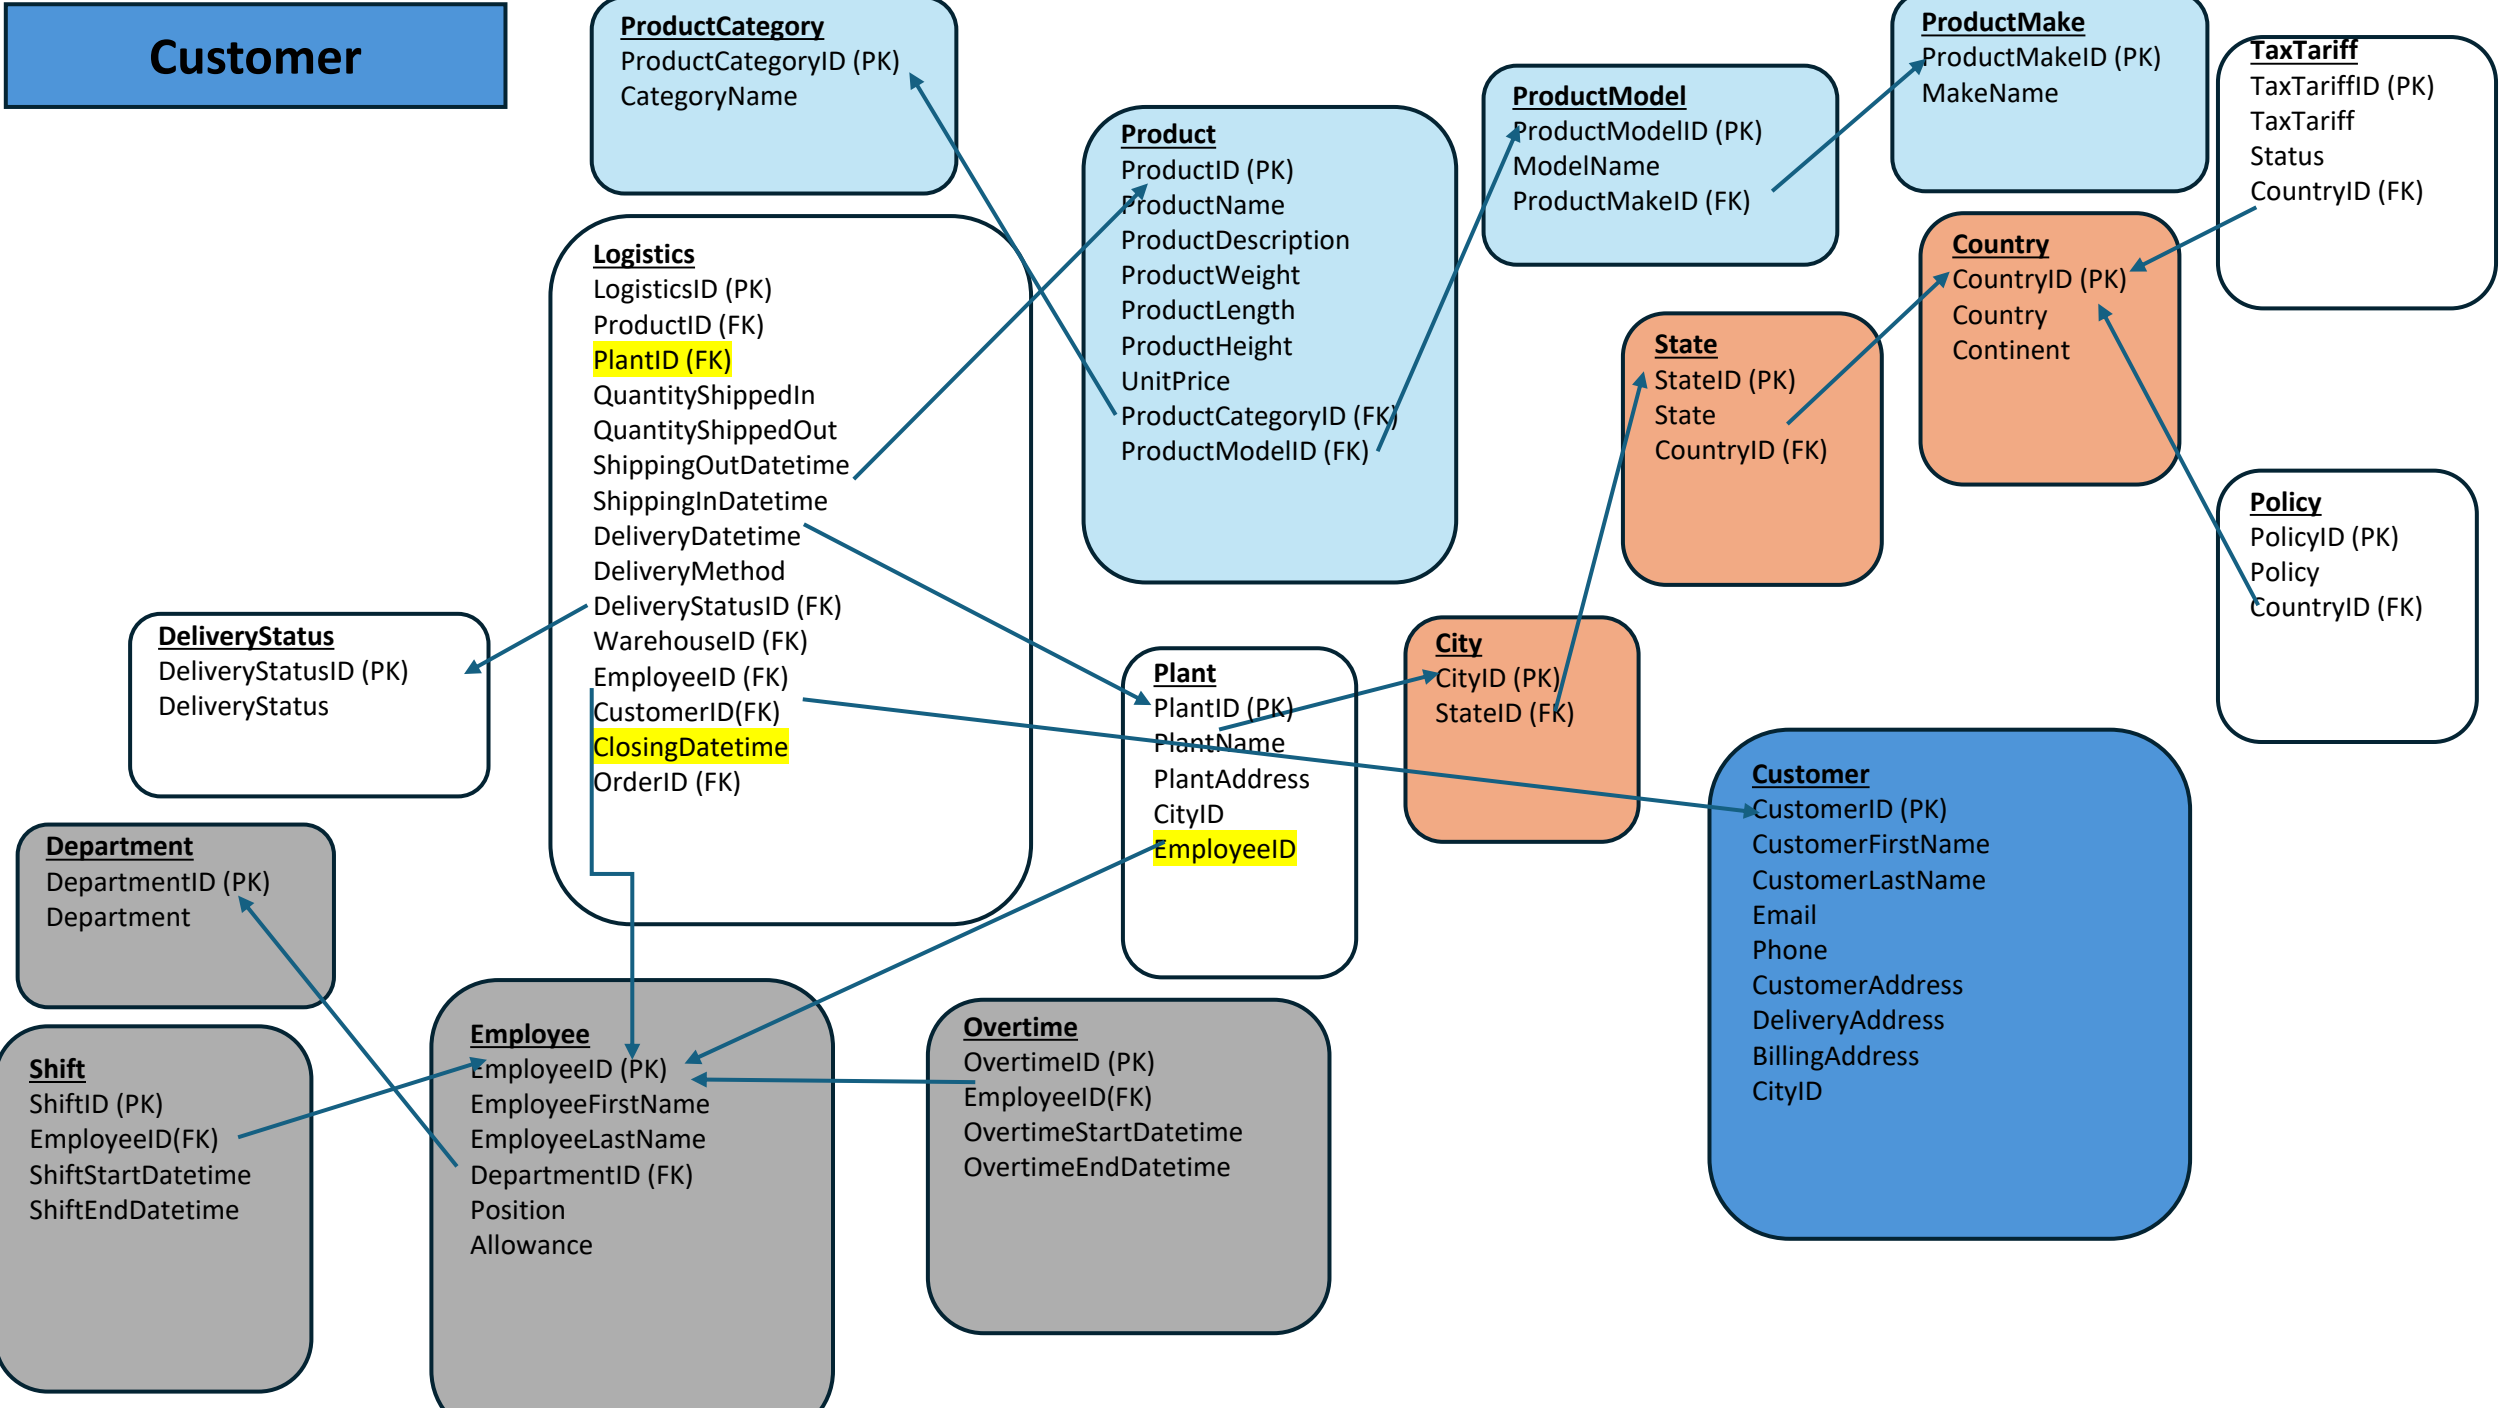 Customer
ProductCategory
ProductCategoryID (PK)
CategoryName
Product
ProductID (PK)
ProductName
ProductDescription
ProductWeight
ProductLength
ProductHeight
UnitPrice
ProductCategoryID (FK)
ProductModelID (FK)
ProductModel
ProductModelID (PK)
ModelName
ProductMakeID (FK)
ProductMake
ProductMakeID (PK)
MakeName
TaxTariff
TaxTariffID (PK)
TaxTariff
Status
CountryID (FK)
Logistics
LogisticsID (PK)
ProductID (FK)
PlantID (FK)
QuantityShippedIn
QuantityShippedOut
ShippingOutDatetime
ShippingInDatetime
DeliveryDatetime
DeliveryMethod
DeliveryStatusID (FK)
WarehouseID (FK)
EmployeeID (FK)
CustomerID(FK)
ClosingDatetime
OrderID (FK)
Country
CountryID (PK)
Country
Continent
State
StateID (PK)
State
CountryID (FK)
Policy
PolicyID (PK)
Policy
CountryID (FK)
DeliveryStatus
DeliveryStatusID (PK)
DeliveryStatus
Plant
PlantID (PK)
PlantName
PlantAddress
CityID
EmployeeID
City
CityID (PK)
StateID (FK)
Customer
CustomerID (PK)
CustomerFirstName
CustomerLastName
Email
Phone
CustomerAddress
DeliveryAddress
BillingAddress
CityID
Department
DepartmentID (PK)
Department
Shift
ShiftID (PK)
EmployeeID(FK)
ShiftStartDatetime
ShiftEndDatetime
Employee
EmployeeID (PK)
EmployeeFirstName
EmployeeLastName
DepartmentID (FK)
Position
Allowance
Overtime
OvertimeID (PK)
EmployeeID(FK)
OvertimeStartDatetime
OvertimeEndDatetime